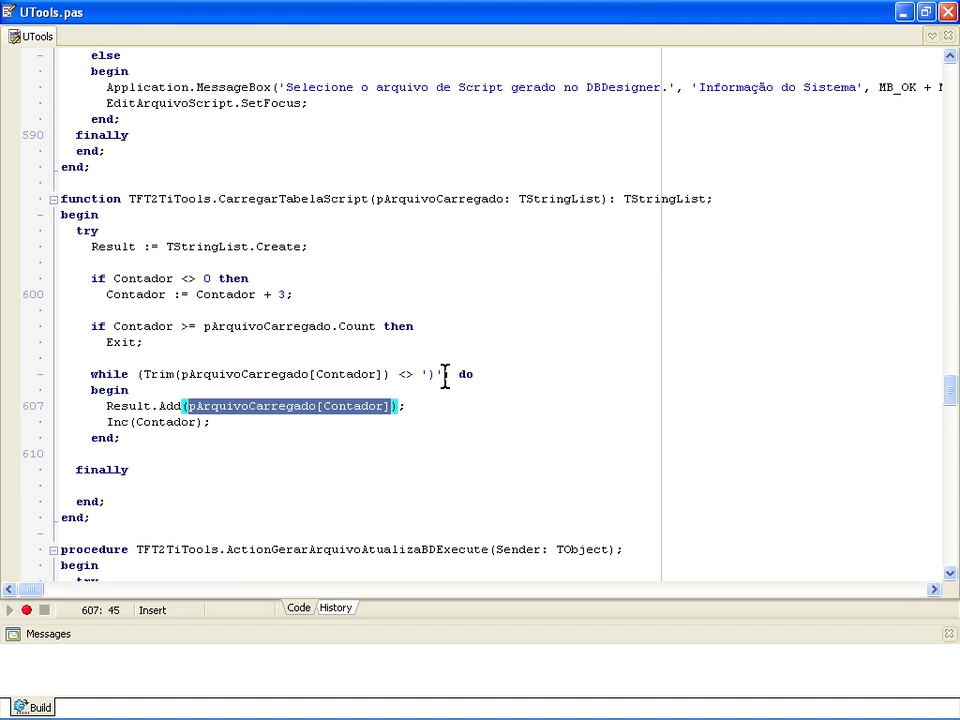 UTools.pas
UTools
else
begin
Application.MessageBox('Selecione o arquivo de Script gerado no DBDesigner.', 'Informação do Sistema', MB_OK +
EditArquivoScript.SetFocus;
end;
590 finally
end;
end;
function TFT2TiTools.CarregarTabelaScript(pArquivoCarregado: TStringList): TStringList;
begin
try
Result := TStringList.Create;
if Contador <> 0 then
600 Contador := Contador + 3;
if Contador >= pArquivoCarregado.Count then
Exit;
while (Trim(pArquivoCarregado[Contador]) <> ')') do
begin
607 Result.Add(pArquivoCarregado[Contador]);
Inc(Contador);
end;
610
finally
end;
end;
procedure TFT2TiTools.ActionGerarArquivoAtualizaBDExecute(Sender: TObject);
begin
try
607: 45 Insert Code History
Messages
Build